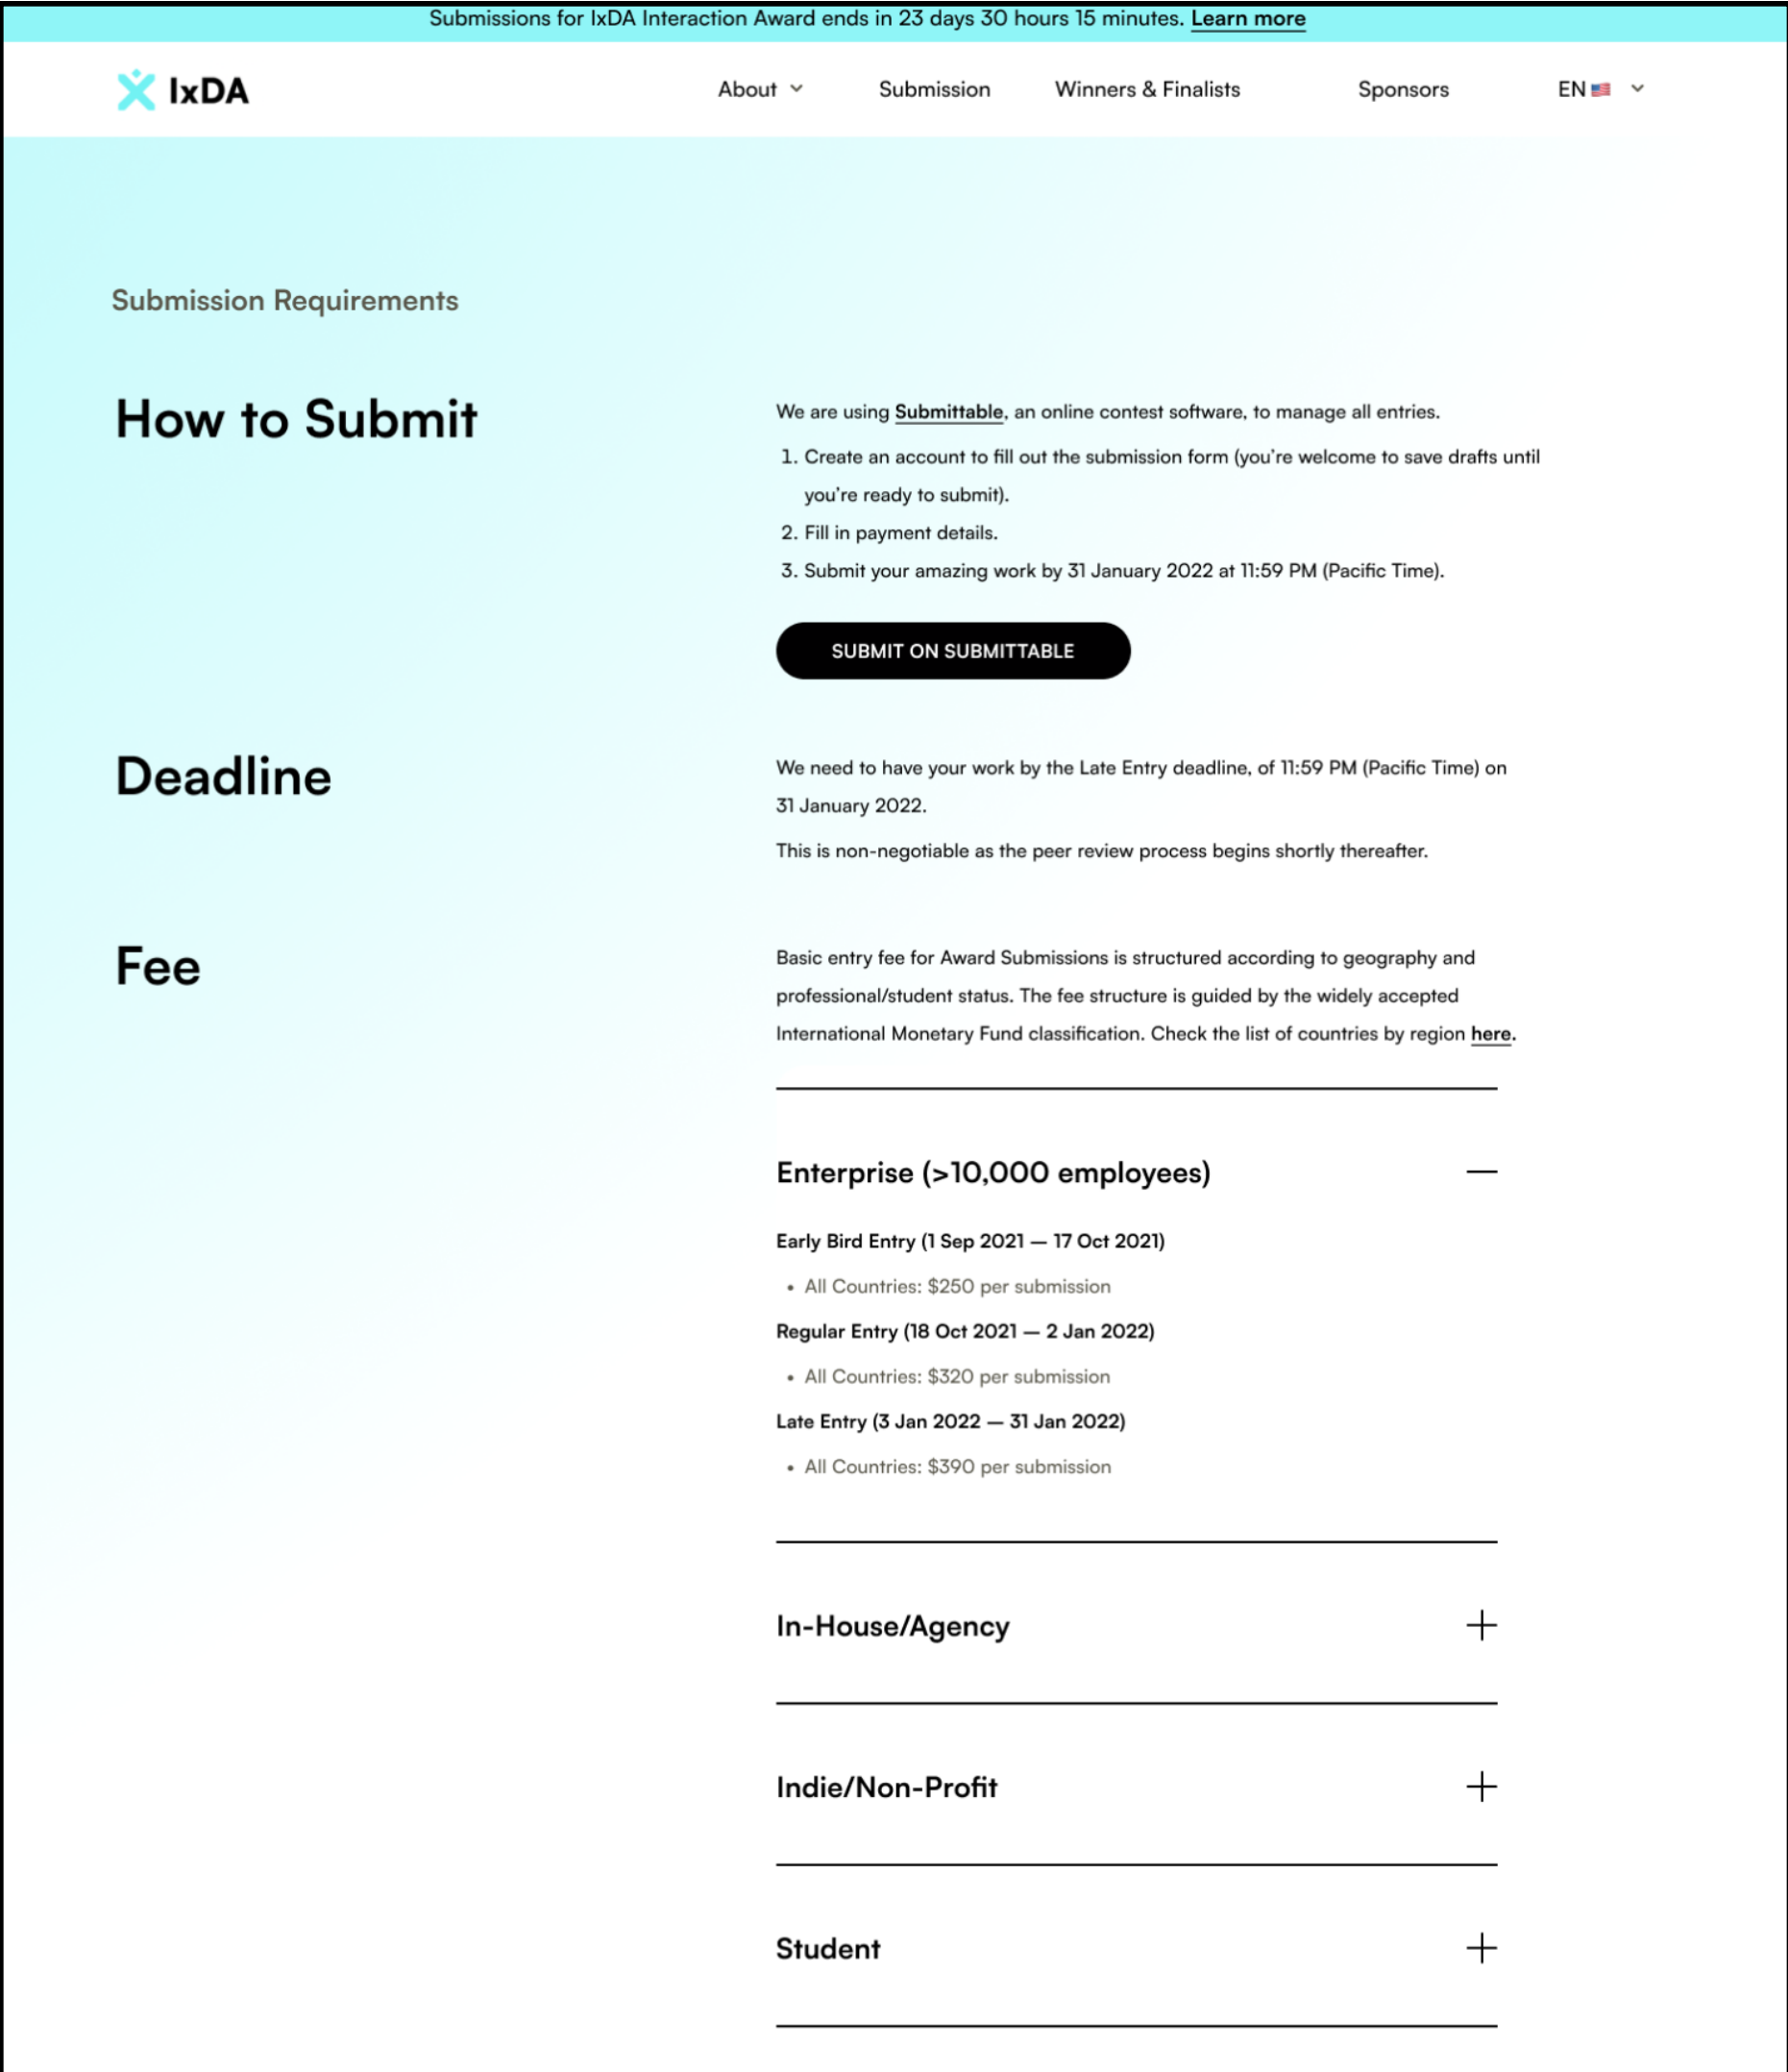 Submissions for IxDA Interaction Award ends in 23 days 30 hours 15 minutes. Learn more
IxDA
About
Submission
Winners & Finalists
Sponsors
EN🇺🇸
Submission Requirements
How to Submit
We are using Submittable, an online contest software, to manage all entries.
1. Create an account to fill out the submission form (you're welcome to save drafts until
you're ready to submit).
2. Fill in payment details.
3. Submit your amazing work by 31 January 2022 at 11:59 PM (Pacific Time).
SUBMIT ON SUBMITTABLE
Deadline
We need to have your work by the Late Entry deadline, of 11:59 PM (Pacific Time) on
31 January 2022.
This is non-negotiable as the peer review process begins shortly thereafter.
Fee
Basic entry fee for Award Submissions is structured according to geography and
professional/student status. The fee structure is guided by the widely accepted
International Monetary Fund classification. Check the list of countries by region here.
Enterprise (>10,000 employees)
Early Bird Entry (1 Sep 2021 — 17 Oct 2021)
• All Countries: $250 per submission
Regular Entry (18 Oct 2021 — 2 Jan 2022)
• All Countries: $320 per submission
Late Entry (3 Jan 2022 — 31 Jan 2022)
• All Countries: $390 per submission
In-House/Agency
Indie/Non-Profit
Student